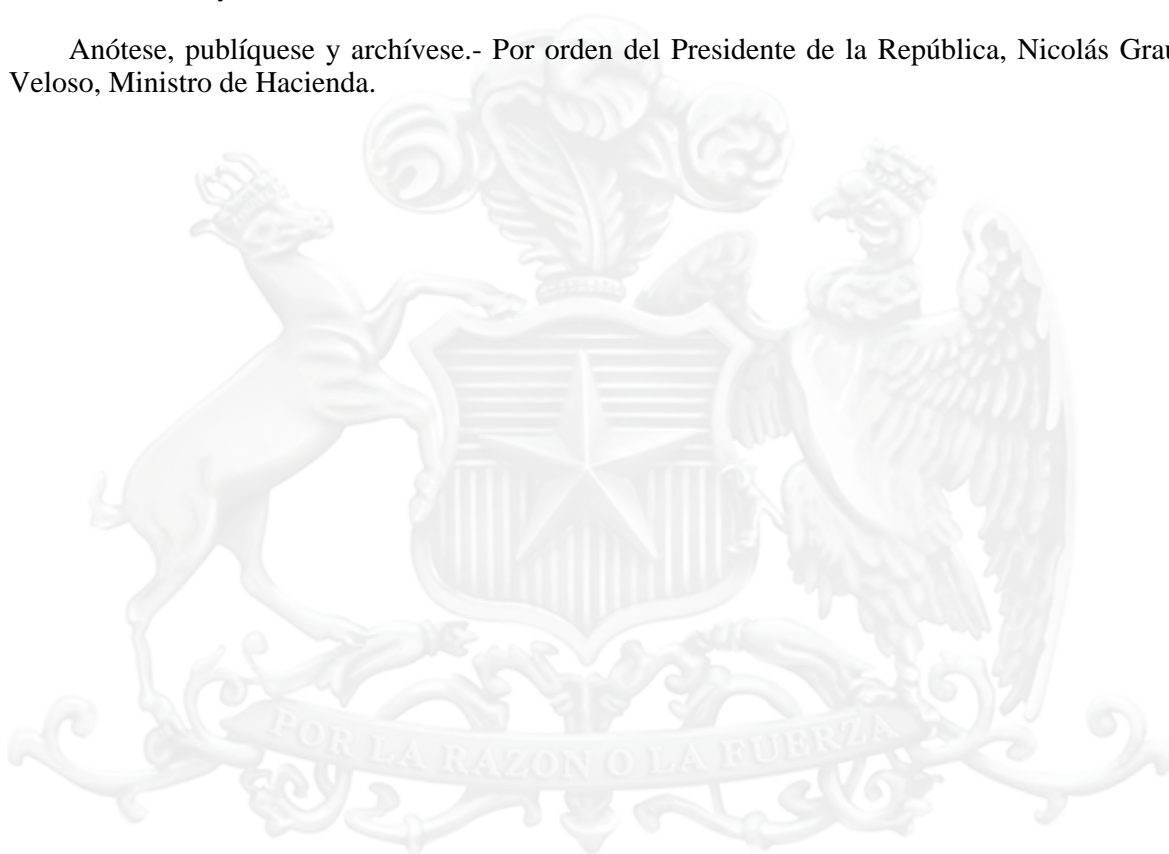 Anótese, publíquese y archívese.- Por orden del Presidente de la República, Nicolás Grau
Veloso, Ministro de Hacienda.
POR LA RAZON O LA FUERZA